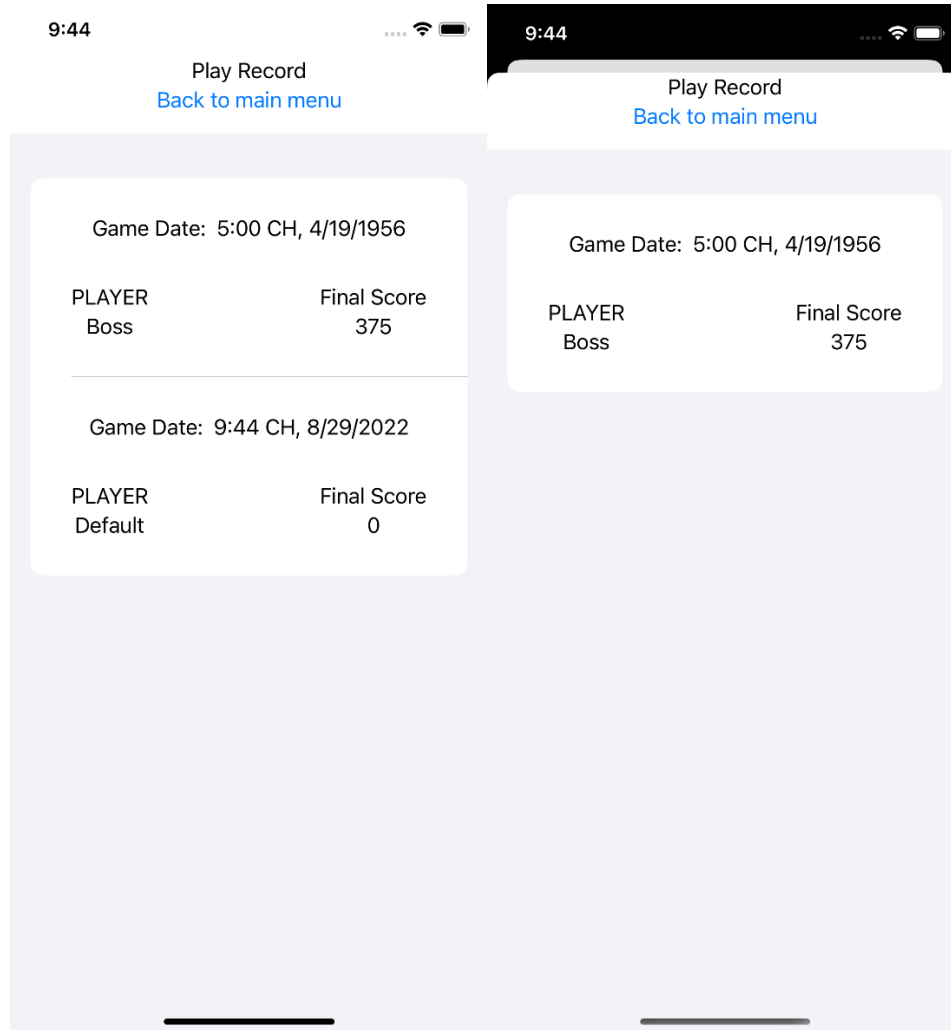 9:44
Play Record
Back to main menu
Game Date: 5:00 CH, 4/19/1956
PLAYER Final Score
Boss 375
Game Date: 9:44 CH, 8/29/2022
PLAYER Final Score
Default 0
9:44
Play Record
Back to main menu
Game Date: 5:00 CH, 4/19/1956
PLAYER Final Score
Boss 375